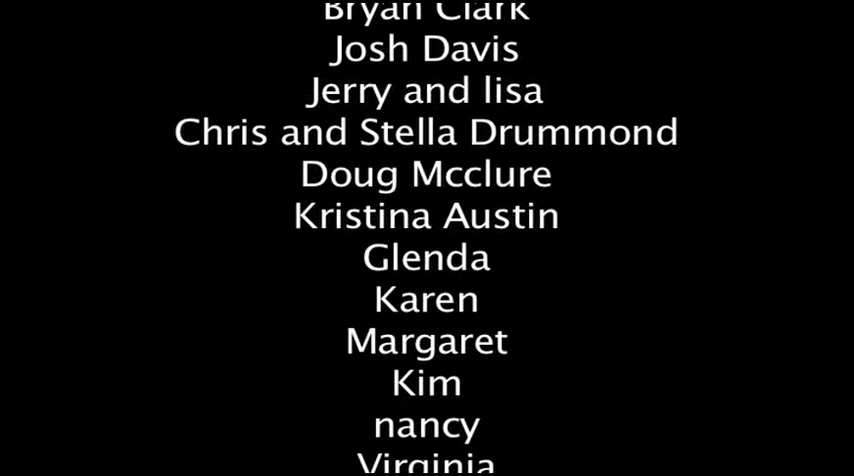 Bryan Clark
Josh Davis
Jerry and lisa
Chris and Stella Drummond
Doug Mcclure
Kristina Austin
Glenda
Karen
Margaret
Kim
nancy
Virginia